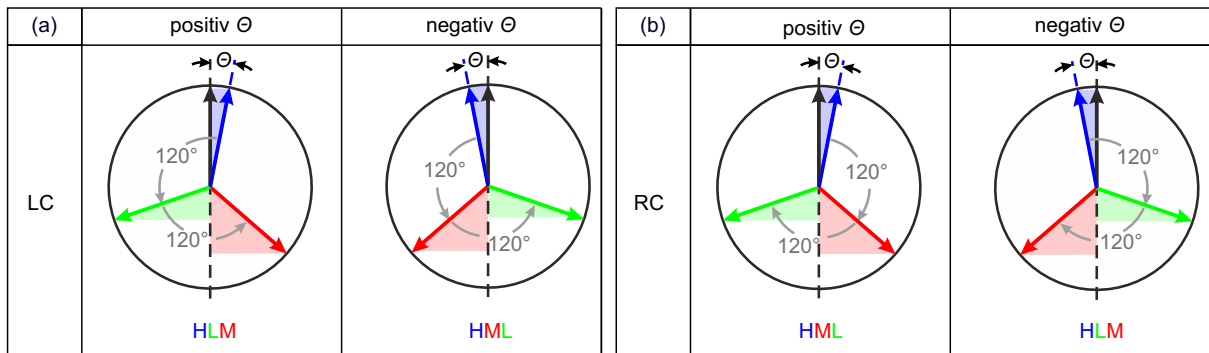 (a) positiv Θ negativ Θ (b) positiv Θ negativ Θ
Θ Θ Θ Θ
120° 120° 120° 120°
LC RC
120° 120° 120° 120°
HLM HML HML HLM